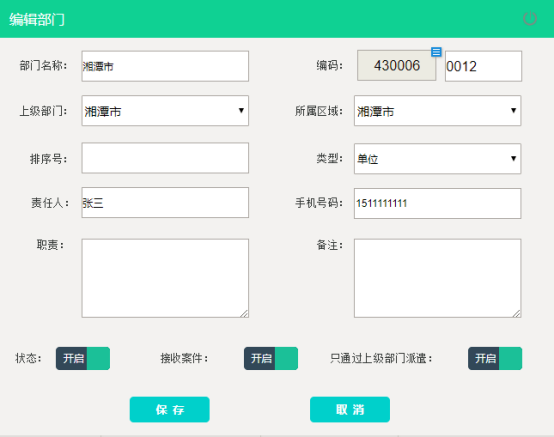 编辑部门
部门名称： 湘潭市 编码： 430006 0012
上级部门： 湘潭市 所属区域： 湘潭市
排序号： 类型： 单位
责任人： 张三 手机号码： 1511111111
职责： 备注：
状态： 开启 接收案件： 开启 只通过上级部门派遣： 开启
保存 取消